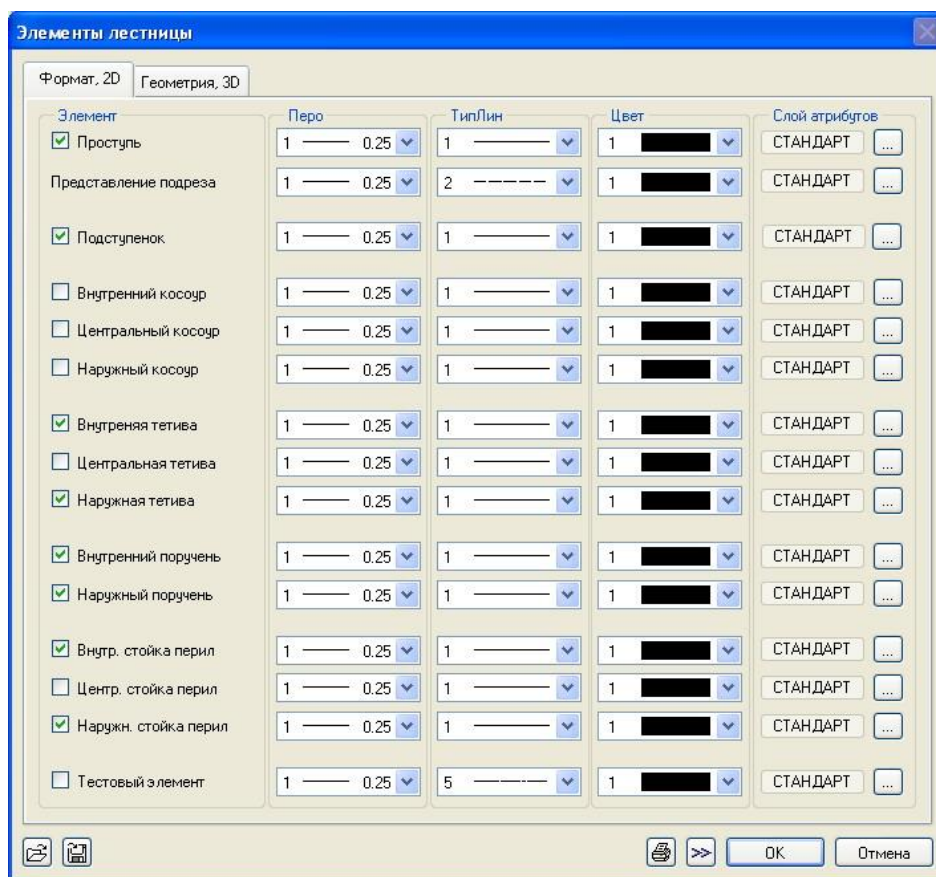 Элементы лестницы
Формат, 2D Геометрия, 3D
Элемент Перо ТипЛин Цвет Слой атрибутов
Проступь 1 0.25 1 1 СТАНДАРТ ...
Представление подреза 1 0.25 2 1 СТАНДАРТ ...
Подступенок 1 0.25 1 1 СТАНДАРТ ...
Внутренний косоур 1 0.25 1 1 СТАНДАРТ ...
Центральный косоур 1 0.25 1 1 СТАНДАРТ ...
Наружный косоур 1 0.25 1 1 СТАНДАРТ ...
Внутреняя тетива 1 0.25 1 1 СТАНДАРТ ...
Центральная тетива 1 0.25 1 1 СТАНДАРТ ...
Наружная тетива 1 0.25 1 1 СТАНДАРТ ...
Внутренний поручень 1 0.25 1 1 СТАНДАРТ ...
Наружный поручень 1 0.25 1 1 СТАНДАРТ ...
Внутр. стойка перил 1 0.25 1 1 СТАНДАРТ ...
Центр. стойка перил 1 0.25 1 1 СТАНДАРТ ...
Наружн. стойка перил 1 0.25 1 1 СТАНДАРТ ...
Тестовый элемент 1 0.25 5 1 СТАНДАРТ ...
>> OK Отмена